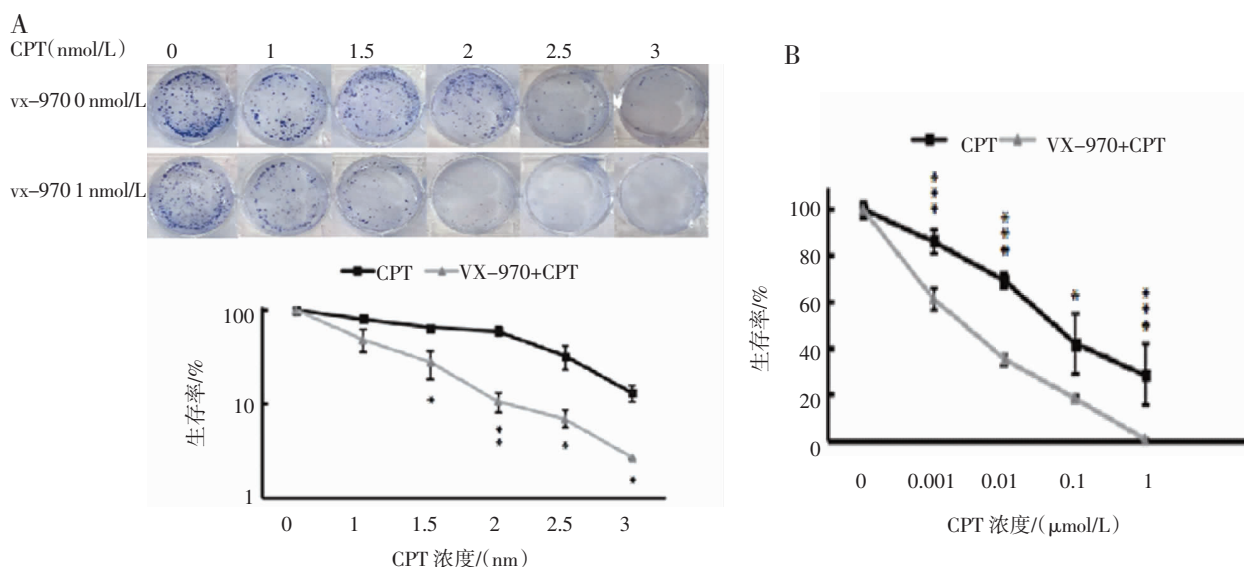 A
CPT(nmol/L) 0 1 1.5 2 2.5 3
vx-970 0 nmol/L
vx-970 1 nmol/L
CPT VX-970+CPT
100
10
1
生存率/%
0 1 1.5 2 2.5 3
CPT 浓度/(nm)
B
CPT VX-970+CPT
100
80
60
40
20
0
生存率/%
0 0.001 0.01 0.1 1
CPT 浓度/(μmol/L)